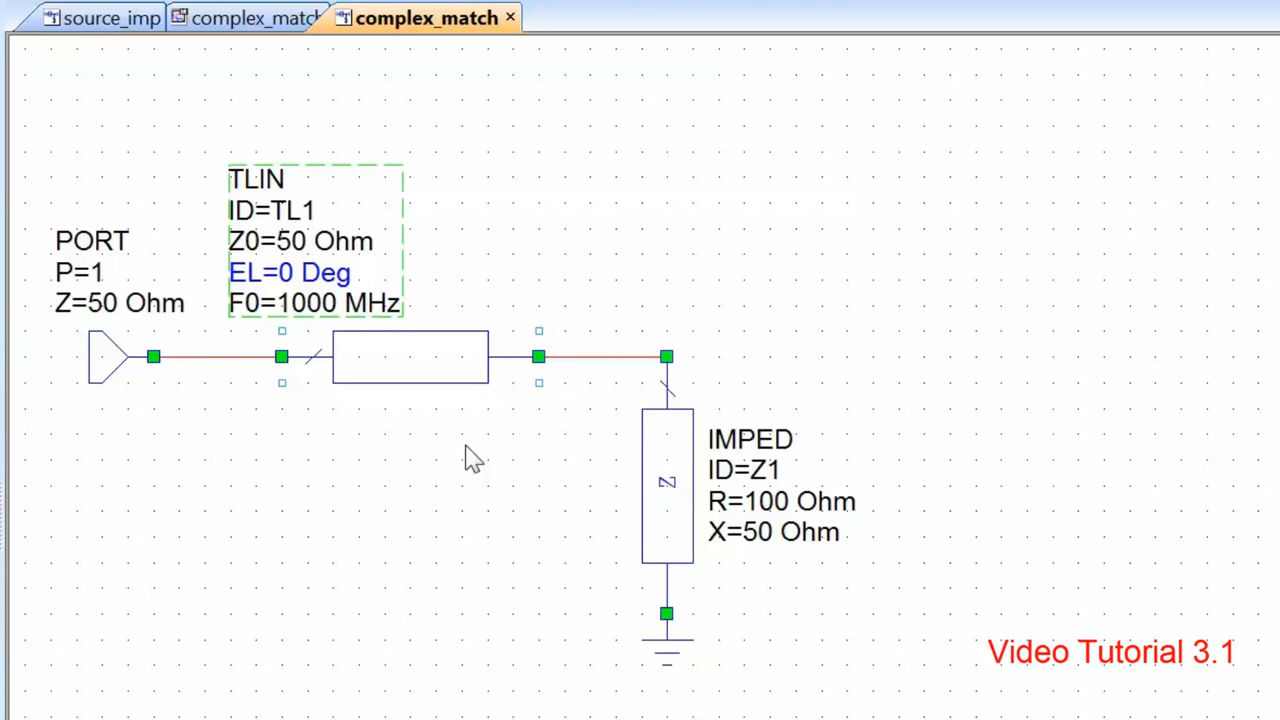 source_imp
complex_match
complex_match
TLIN
ID=TL1
Z0=50 Ohm
EL=0 Deg
F0=1000 MHz
PORT
P=1
Z=50 Ohm
Z
IMPED
ID=Z1
R=100 Ohm
X=50 Ohm
Video Tutorial 3.1